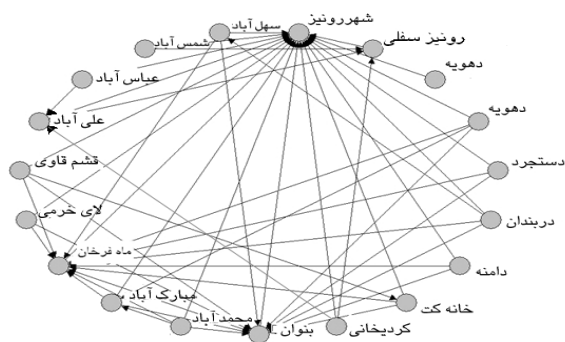 شهررونیز
سهل آباد
رونیز سفلی
شمس آباد
دهویه
عباس آباد
دهویه
علی آباد
دستجرد
قشم قاوی
دربندان
لای خرمی
دامنه
ماه فرخان
خانه کت
مبارک آباد
کردیخانی
محمدآباد
بنوان